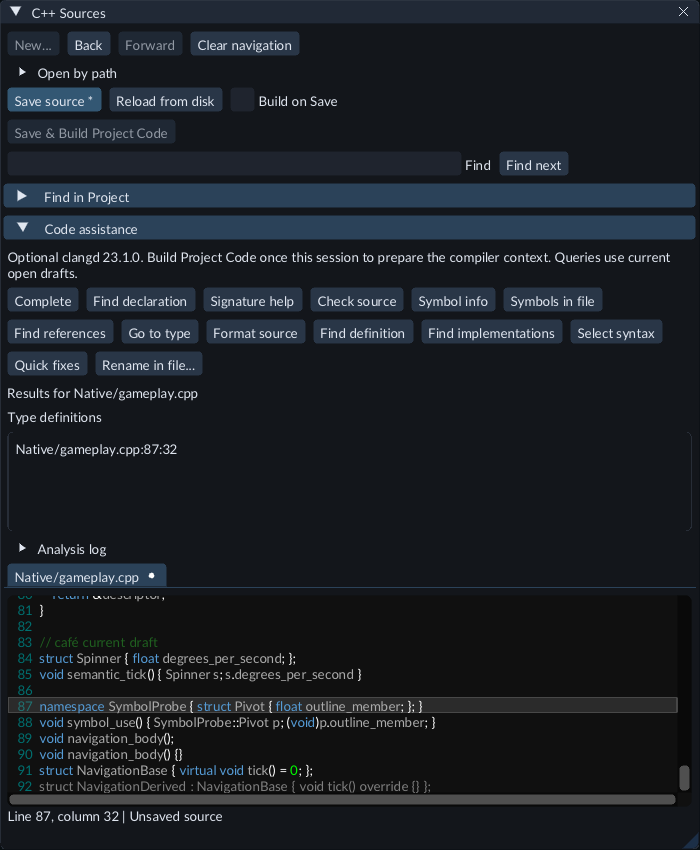 C++ Sources
New... Back Forward Clear navigation
Open by path
Save source * Reload from disk Build on Save
Save & Build Project Code
Find Find next
Find in Project
Code assistance
Optional clangd 23.1.0. Build Project Code once this session to prepare the compiler context. Queries use current
open drafts.
Complete Find declaration Signature help Check source Symbol info Symbols in file
Find references Go to type Format source Find definition Find implementations Select syntax
Quick fixes Rename in file...
Results for Native/gameplay.cpp
Type definitions
Native/gameplay.cpp:87:32
Analysis log
Native/gameplay.cpp
80 return &descriptor;
81 }
82
83 // café current draft
84 struct Spinner { float degrees_per_second; };
85 void semantic_tick() { Spinner s; s.degrees_per_second }
86
87 namespace SymbolProbe { struct Pivot { float outline_member; }; }
88 void symbol_use() { SymbolProbe::Pivot p; (void)p.outline_member; }
89 void navigation_body();
90 void navigation_body() {}
91 struct NavigationBase { virtual void tick() = 0; };
92 struct NavigationDerived : NavigationBase { void tick() override {} };
Line 87, column 32 | Unsaved source